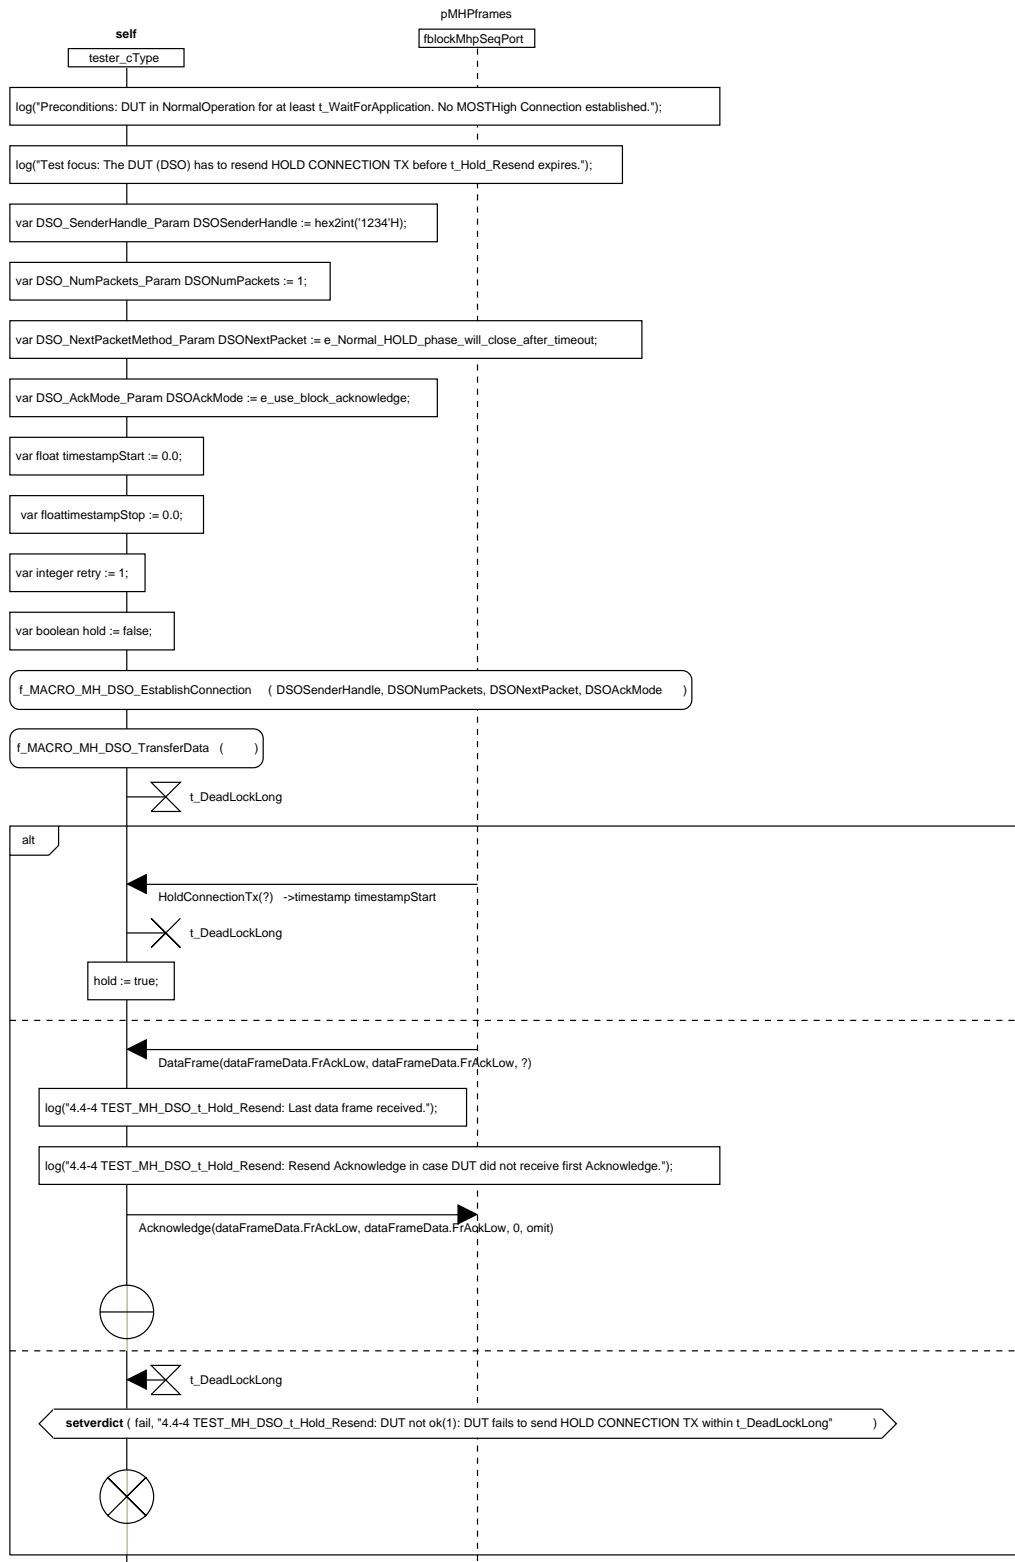 pMHPframes
self
fblockMhpSeqPort
tester_cType
log("Preconditions: DUT in NormalOperation for at least t_WaitForApplication. No MOSTHigh Connection established.");
log("Test focus: The DUT (DSO) has to resend HOLD CONNECTION TX before t_Hold_Resend expires.");
var DSO_SenderHandle_Param DSOSenderHandle := hex2int('1234'H);
var DSO_NumPackets_Param DSONumPackets := 1;
var DSO_NextPacketMethod_Param DSONextPacket := e_Normal_HOLD_phase_will_close_after_timeout;
var DSO_AckMode_Param DSOAckMode := e_use_block_acknowledge;
var float timestampStart := 0.0;
var floattimestampStop := 0.0;
var integer retry := 1;
var boolean hold := false;
f_MACRO_MH_DSO_EstablishConnection ( DSOSenderHandle, DSONumPackets, DSONextPacket, DSOAckMode )
f_MACRO_MH_DSO_TransferData ( )
t_DeadLockLong
alt
HoldConnectionTx(?) ->timestamp timestampStart
t_DeadLockLong
hold := true;
DataFrame(dataFrameData.FrAckLow, dataFrameData.FrAckLow, ?)
log("4.4-4 TEST_MH_DSO_t_Hold_Resend: Last data frame received.");
log("4.4-4 TEST_MH_DSO_t_Hold_Resend: Resend Acknowledge in case DUT did not receive first Acknowledge.");
Acknowledge(dataFrameData.FrAckLow, dataFrameData.FrAckLow, 0, omit)
t_DeadLockLong
setverdict ( fail, "4.4-4 TEST_MH_DSO_t_Hold_Resend: DUT not ok(1): DUT fails to send HOLD CONNECTION TX within t_DeadLockLong" )